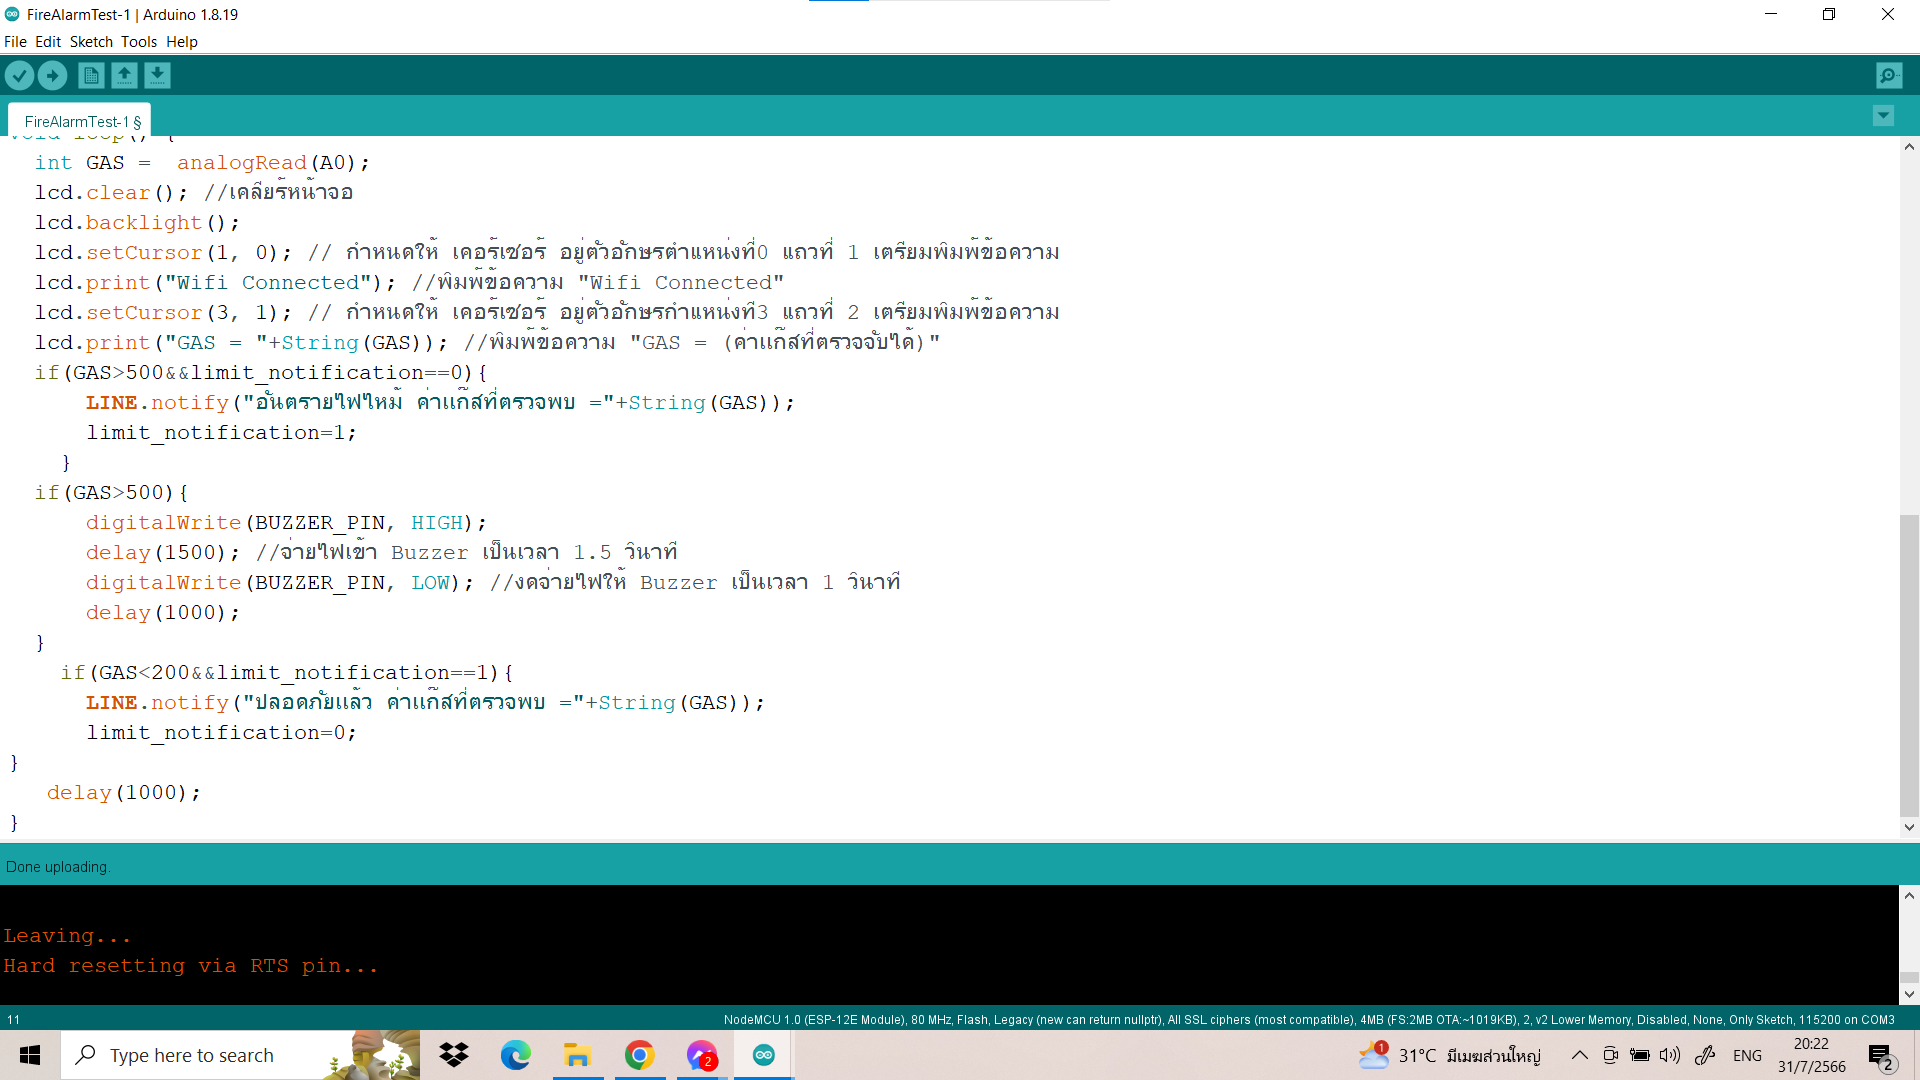 FireAlarmTest-1 | Arduino 1.8.19
File Edit Sketch Tools Help
FireAlarmTest-1 §
void loop() {
int GAS =  analogRead(A0);
lcd.clear(); //เคลียร์หน้าจอ
lcd.backlight();
lcd.setCursor(1, 0); // กำหนดให้ เคอร์เซอร์ อยู่ตัวอักษรตำแหน่งที่0 แถวที่ 1 เตรียมพิมพ์ข้อความ
lcd.print("Wifi Connected"); //พิมพ์ข้อความ "Wifi Connected"
lcd.setCursor(3, 1); // กำหนดให้ เคอร์เซอร์ อยู่ตัวอักษรกำแหน่งที3 แถวที่ 2 เตรียมพิมพ์ข้อความ
lcd.print("GAS = "+String(GAS)); //พิมพ์ข้อความ "GAS = (ค่าแก๊สที่ตรวจจับได้)"
if(GAS>500&&limit_notification==0){
LINE.notify("อันตรายไฟไหม้ ค่าแก๊สที่ตรวจพบ ="+String(GAS));
limit_notification=1;
}
if(GAS>500){
digitalWrite(BUZZER_PIN, HIGH);
delay(1500); //จ่ายไฟเข้า Buzzer เป็นเวลา 1.5 วินาที
digitalWrite(BUZZER_PIN, LOW); //งดจ่ายไฟให้ Buzzer เป็นเวลา 1 วินาที
delay(1000);
}
if(GAS<200&&limit_notification==1){
LINE.notify("ปลอดภัยแล้ว ค่าแก๊สที่ตรวจพบ ="+String(GAS));
limit_notification=0;
}
delay(1000);
}
Done uploading.
Leaving...
Hard resetting via RTS pin...
11
NodeMCU 1.0 (ESP-12E Module), 80 MHz, Flash, Legacy (new can return nullptr), All SSL ciphers (most compatible), 4MB (FS:2MB OTA:~1019KB), 2, v2 Lower Memory, Disabled, None, Only Sketch, 115200 on COM3
Type here to search
2
1
31°C มีเมฆส่วนใหญ่
ENG
20:22
31/7/2566
2